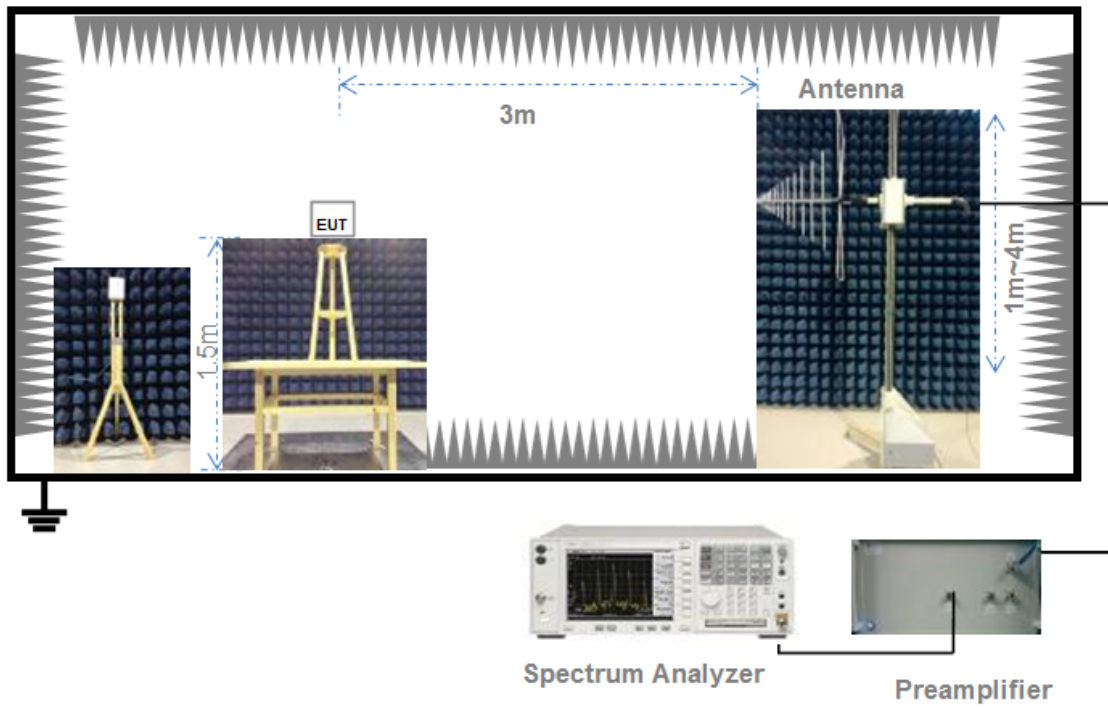 Antenna
3m
EUT
1.5m
1m~4m
Spectrum Analyzer
Preamplifier